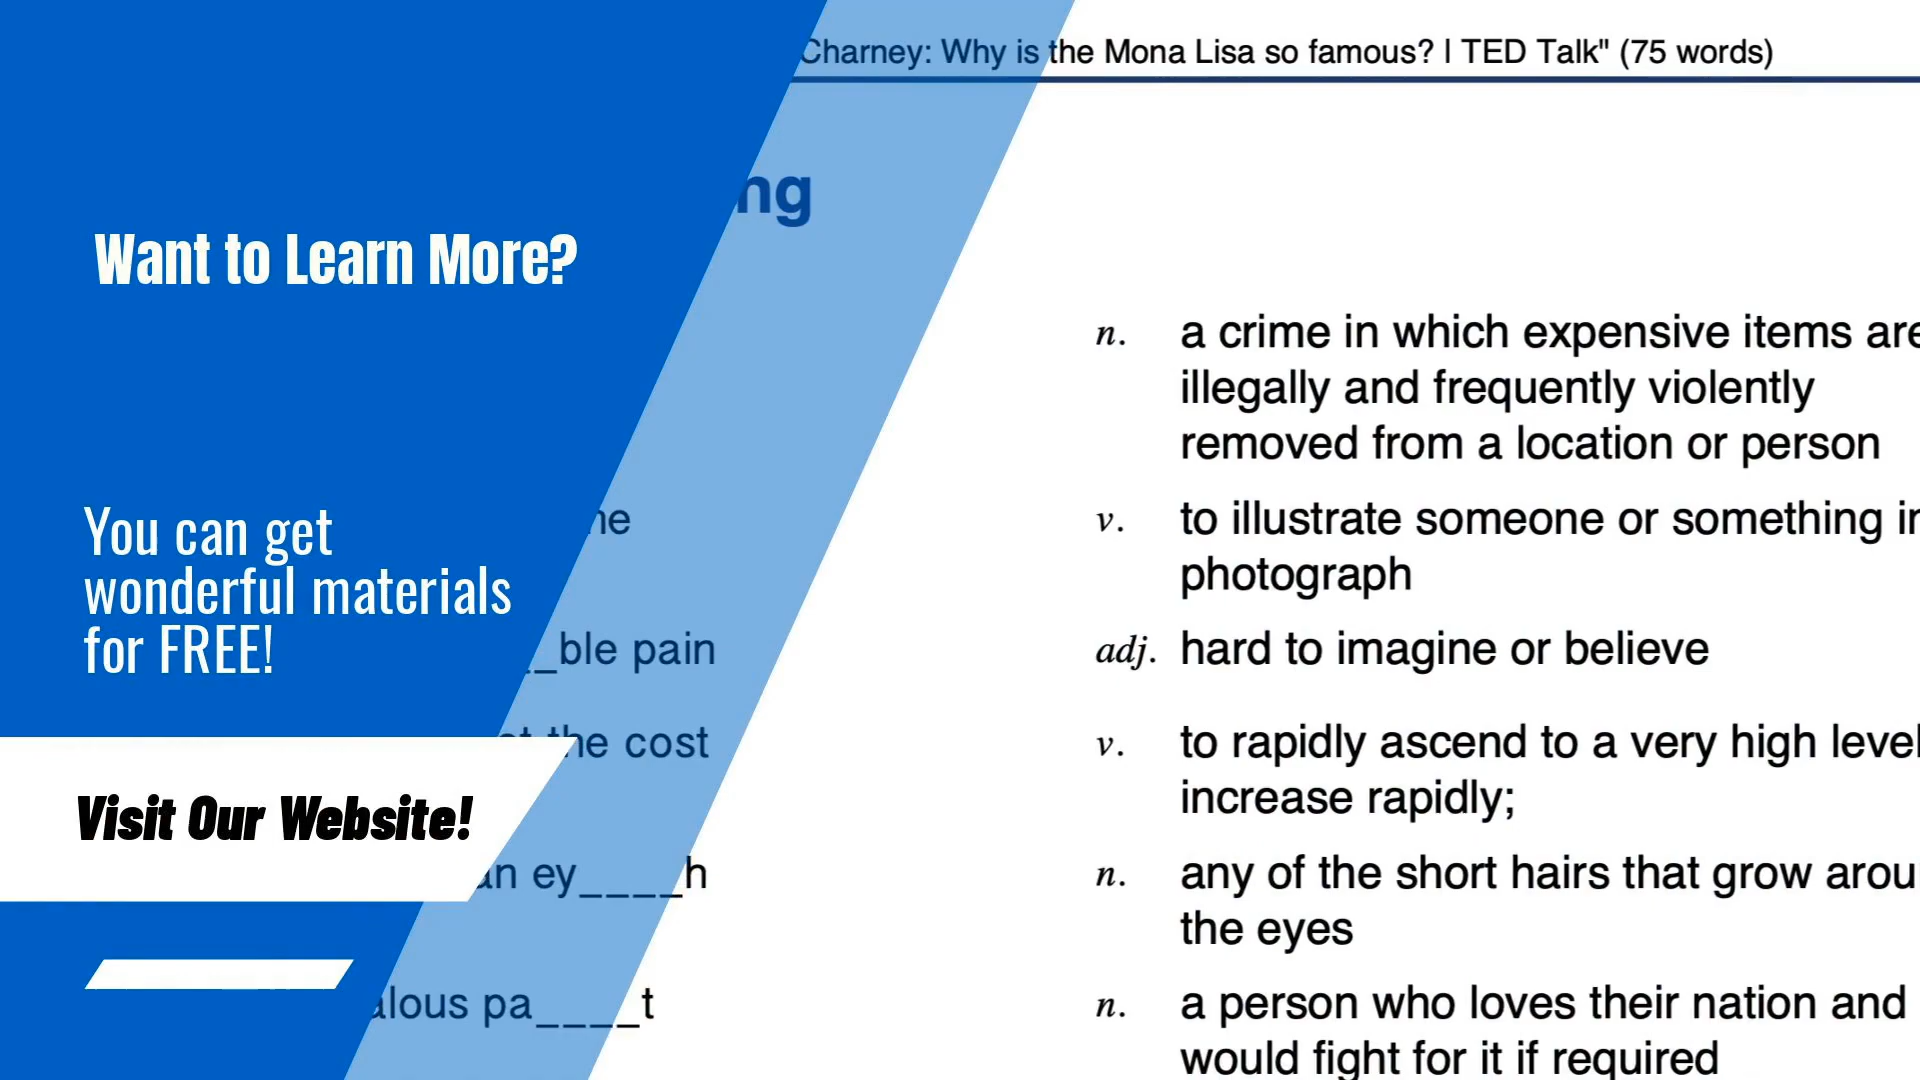 Charney: Why is the Mona Lisa so famous? | TED Talk" (75 words)
ng
Want to Learn More?
You can get
wonderful materials
for FREE!
Visit Our Website!
n. a crime in which expensive items are
illegally and frequently violently
removed from a location or person
v. to illustrate someone or something in
photograph
_ble pain adj. hard to imagine or believe
the cost v. to rapidly ascend to a very high level
increase rapidly;
an ey____h n. any of the short hairs that grow arou
the eyes
alous pa____t n. a person who loves their nation and
would fight for it if required